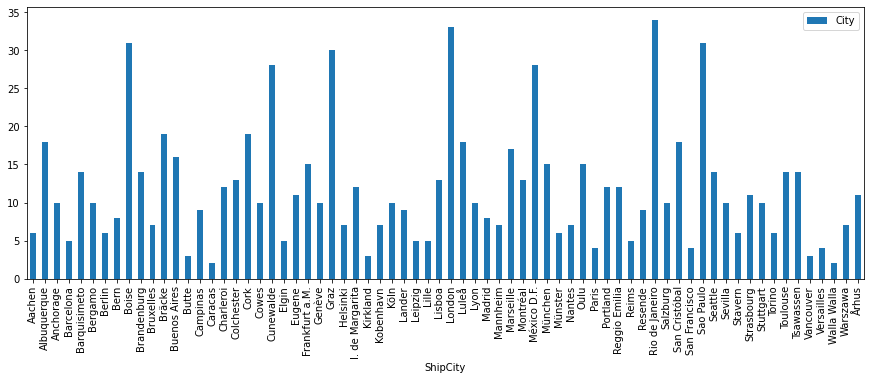 35
30
25
20
15
10
5
0
City
Aachen
Albuquerque
Anchorage
Barcelona
Barquisimeto
Bergamo
Berlin
Bern
Boise
Brandenburg
Bruxelles
Bräcke
Buenos Aires
Butte
Campinas
Caracas
Charleroi
Colchester
Cork
Cowes
Cunewalde
Elgin
Eugene
Frankfurt a.M.
Genève
Graz
Helsinki
I. de Margarita
Kirkland
Kobenhavn
Köln
Lander
Leipzig
Lille
Lisboa
London
Luleå
Lyon
Madrid
Mannheim
Marseille
Montréal
México D.F.
München
Münster
Nantes
Oulu
Paris
Portland
Reggio Emilia
Reims
Resende
Rio de Janeiro
Salzburg
San Cristóbal
San Francisco
Sao Paulo
Seattle
Sevilla
Stavern
Strasbourg
Stuttgart
Torino
Toulouse
Tsawassen
Vancouver
Versailles
Walla Walla
Warszawa
Århus
ShipCity